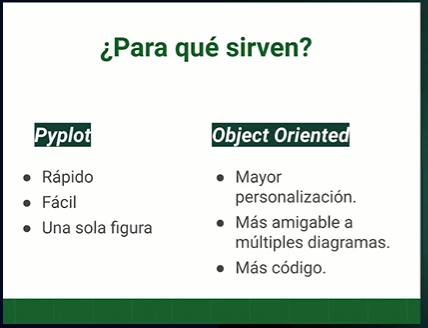 ¿Para qué sirven?
Pyplot
Rápido
Fácil
Una sola figura
Object Oriented
Mayor
personalización.
Más amigable a
múltiples diagramas.
Más código.